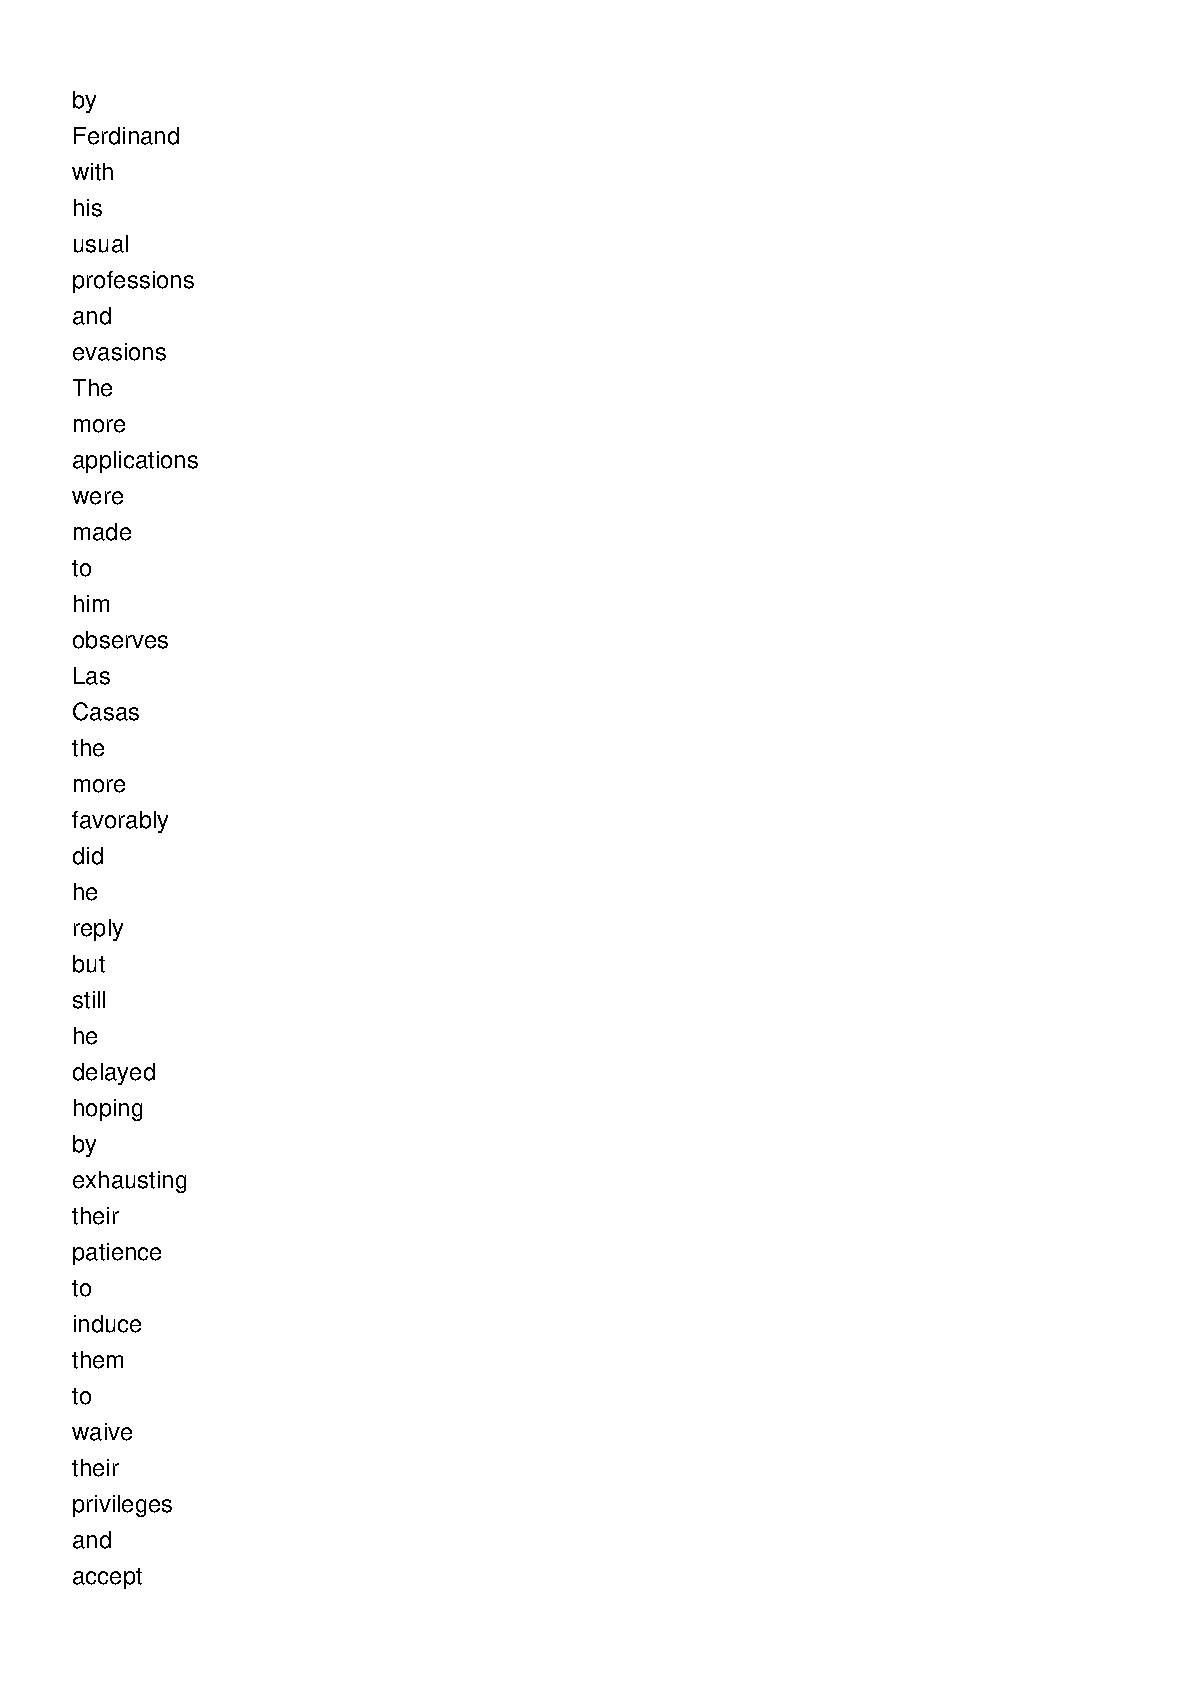 by
Ferdinand
with
his
usual
professions
and
evasions
The
more
applications
were
made
to
him
observes
Las
Casas
the
more
favorably
did
he
reply
but
still
he
delayed
hoping
by
exhausting
their
patience
to
induce
them
to
waive
their
privileges
and
accept